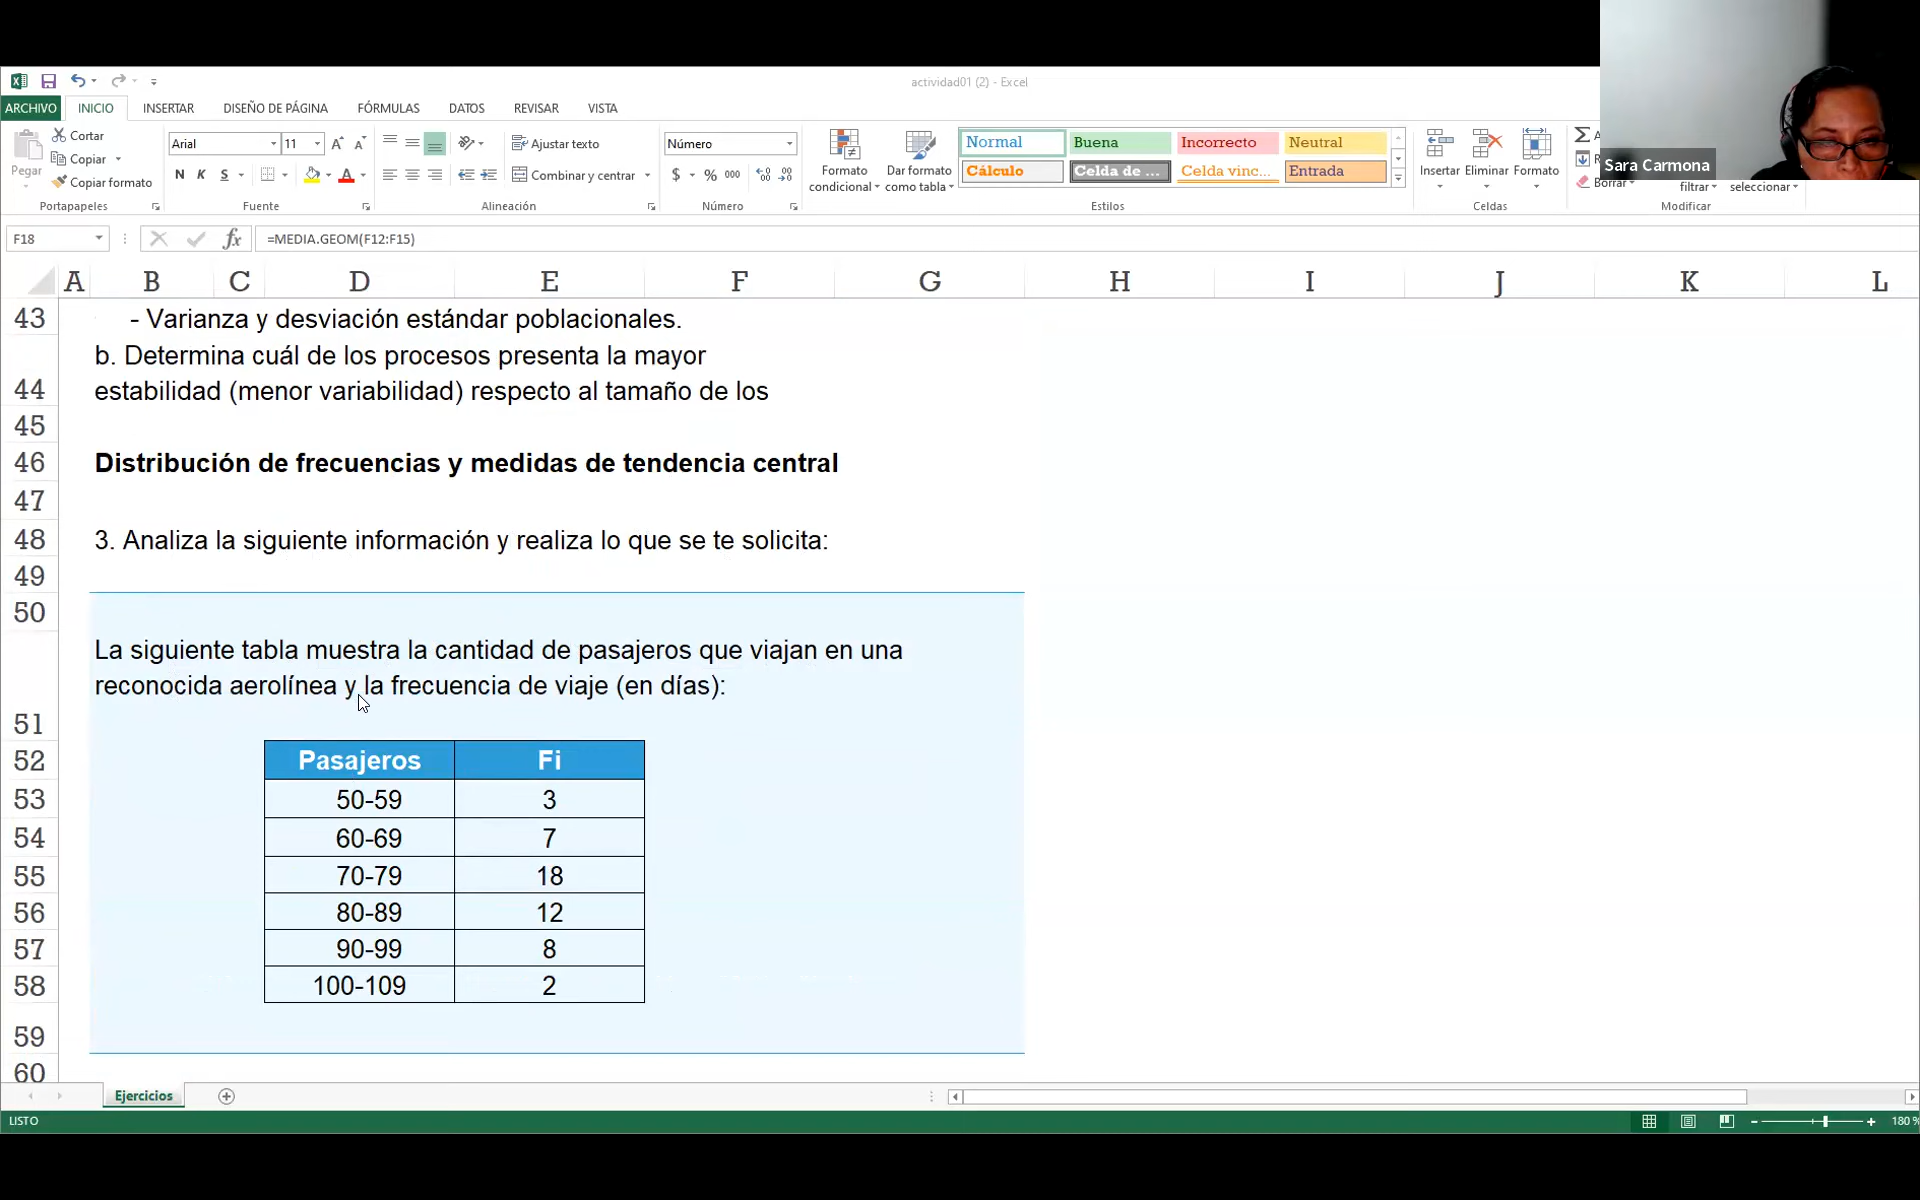 actividad01 (2) - Excel
ARCHIVO INICIO INSERTAR DISEÑO DE PÁGINA FÓRMULAS DATOS REVISAR VISTA
Pegar
Cortar
Copiar
Copiar formato
Portapapeles
Arial 11
N K S
Fuente
Ajustar texto
Combinar y centrar
Alineación
Número
$ % 000
Número
Formato condicional
Dar formato como tabla
Normal Buena Incorrecto Neutral
Cálculo Celda de ... Celda vinc... Entrada
Estilos
Insertar Eliminar Formato
Celdas
Borrar
filtrar
seleccionar
Modificar
Sara Carmona
F18 fx =MEDIA.GEOM(F12:F15)
A B C D E F G H I J K L
43 - Varianza y desviación estándar poblacionales.
b. Determina cuál de los procesos presenta la mayor
44 estabilidad (menor variabilidad) respecto al tamaño de los
45
46 Distribución de frecuencias y medidas de tendencia central
47
48 3. Analiza la siguiente información y realiza lo que se te solicita:
49
50
La siguiente tabla muestra la cantidad de pasajeros que viajan en una
reconocida aerolínea y la frecuencia de viaje (en días):
51
52 Pasajeros Fi
53 50-59 3
54 60-69 7
55 70-79 18
56 80-89 12
57 90-99 8
58 100-109 2
59
60
Ejercicios
LISTO
180 %